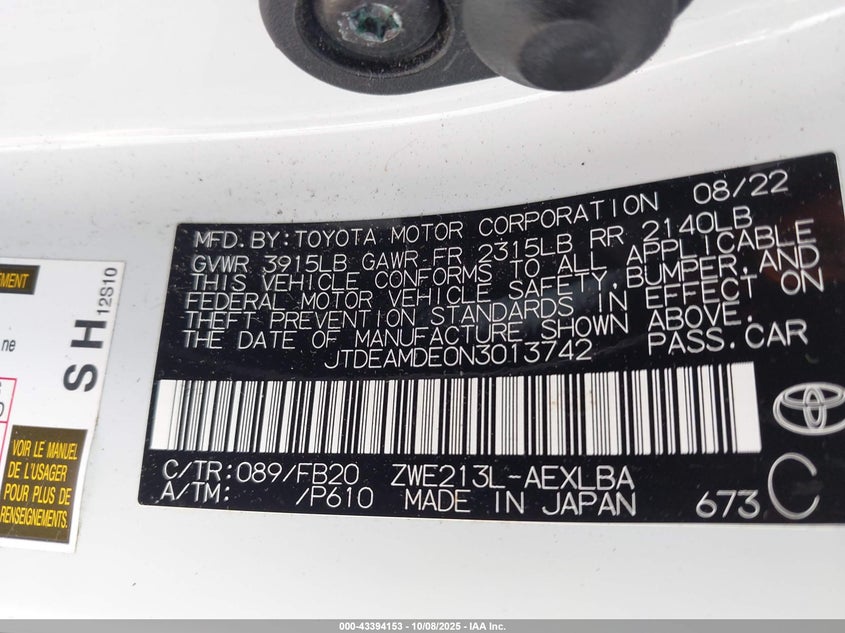 MFD. BY: TOYOTA MOTOR CORPORATION 08/22
GVWR 3915LB GAWR FR 2315LB RR 2140LB
THIS VEHICLE CONFORMS TO ALL APPLICABLE
FEDERAL MOTOR VEHICLE SAFETY, BUMPER, AND
THEFT PREVENTION STANDARDS IN EFFECT ON
THE DATE OF MANUFACTURE SHOWN ABOVE.
JTDEAMDE0N3013742 PASS. CAR
C/TR: 089/FB20 ZWE213L-AEXLBA
A/TM: /P610 MADE IN JAPAN 673 C
SH
12S10
ne
VOIR LE MANUEL
DE L'USAGER
POUR PLUS DE
RENSEIGNEMENTS.
000-43394153 - 10/08/2025 - IAA Inc.